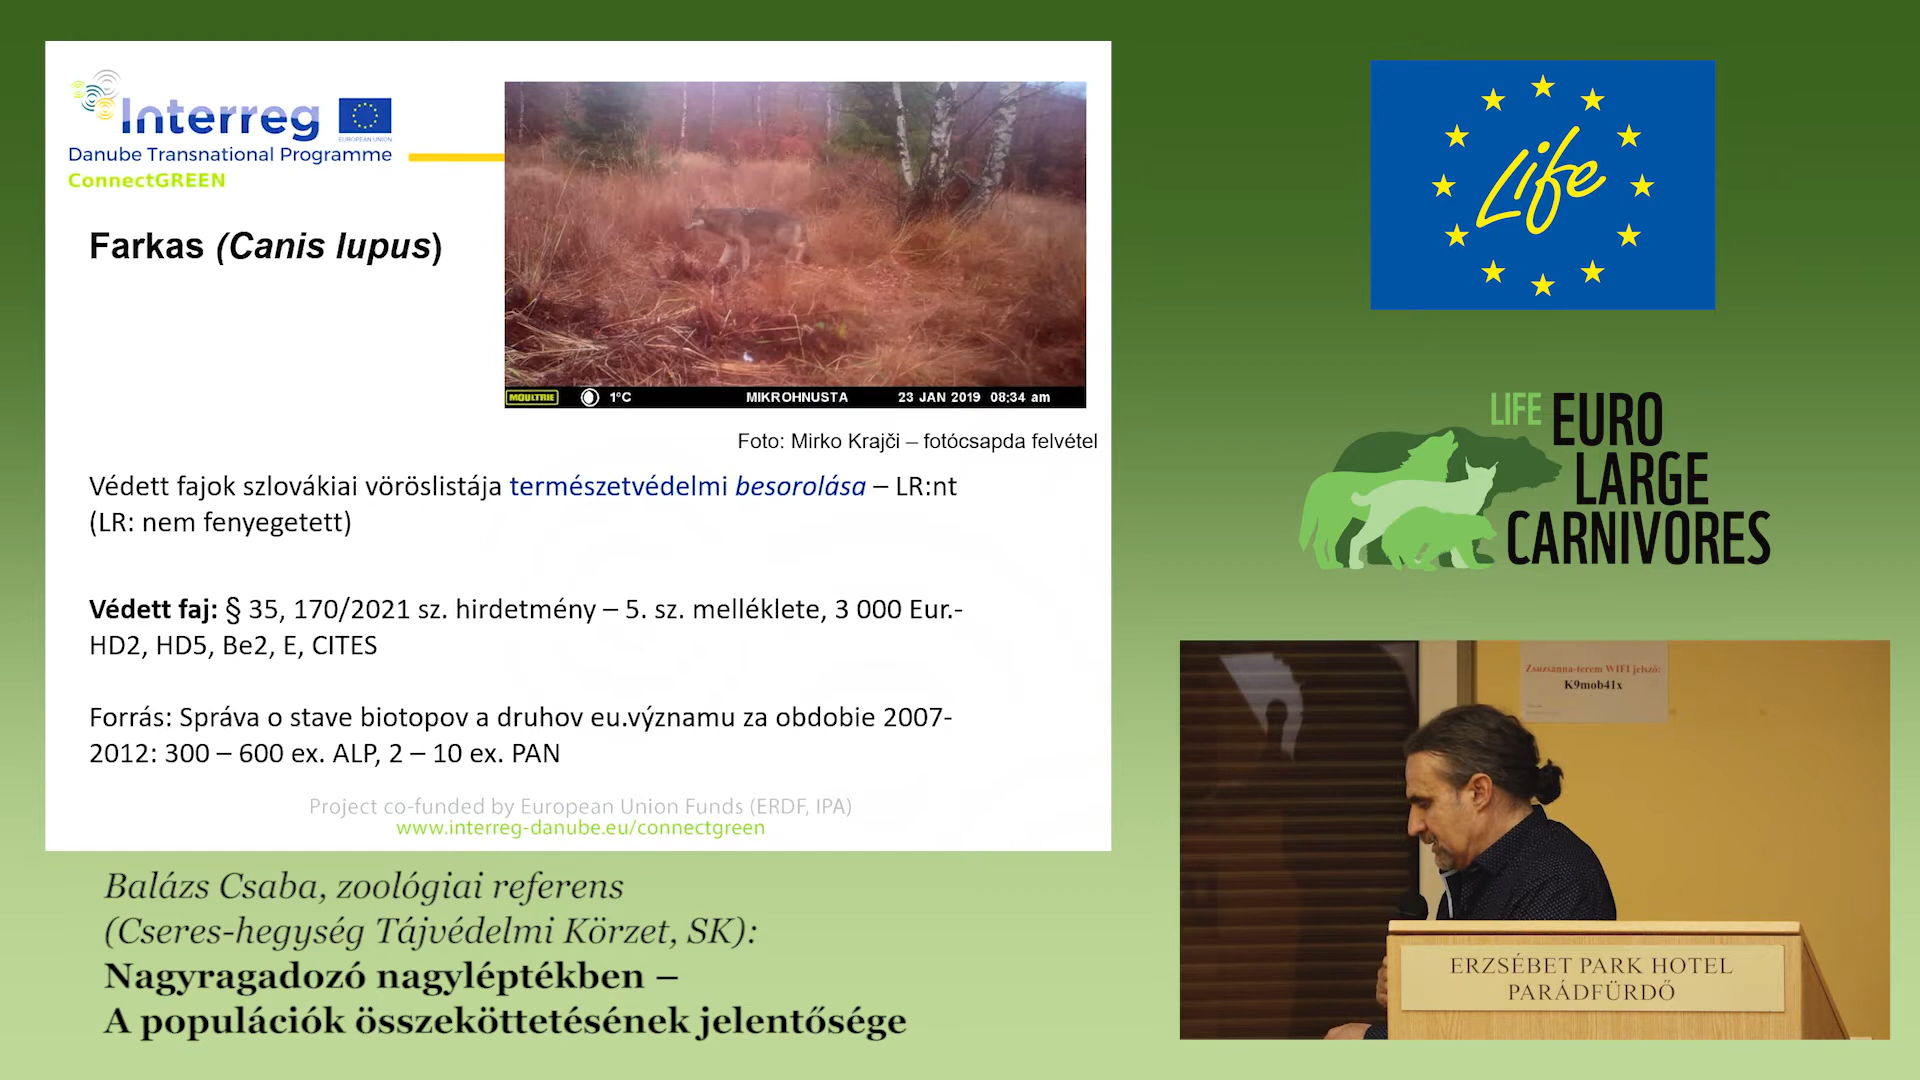 Interreg
EUROPEAN UNION
Danube Transnational Programme
ConnectGREEN
Farkas (Canis lupus)
MOULTRIE 1°C MIKROHNUSTA 23 JAN 2019 08:34 am
Foto: Mirko Krajči – fotócsapda felvétel
Védett fajok szlovákiai vöröslistája természetvédelmi besorolása – LR:nt
(LR: nem fenyegetett)
Védett faj: § 35, 170/2021 sz. hirdetmény – 5. sz. melléklete, 3 000 Eur.-
HD2, HD5, Be2, E, CITES
Forrás: Správa o stave biotopov a druhov eu.významu za obdobie 2007-
2012: 300 – 600 ex. ALP, 2 – 10 ex. PAN
Project co-funded by European Union Funds (ERDF, IPA)
www.interreg-danube.eu/connectgreen
Balázs Csaba, zoológiai referens
(Cseres-hegység Tájvédelmi Körzet, SK):
Nagyragadozó nagyléptékben –
A populációk összeköttetésének jelentősége
Life
LIFE EURO
LARGE
CARNIVORES
Zsuzsanna-terem WIFI jelszó:
K9mob41x
ERZSÉBET PARK HOTEL
PARÁDFÜRDŐ